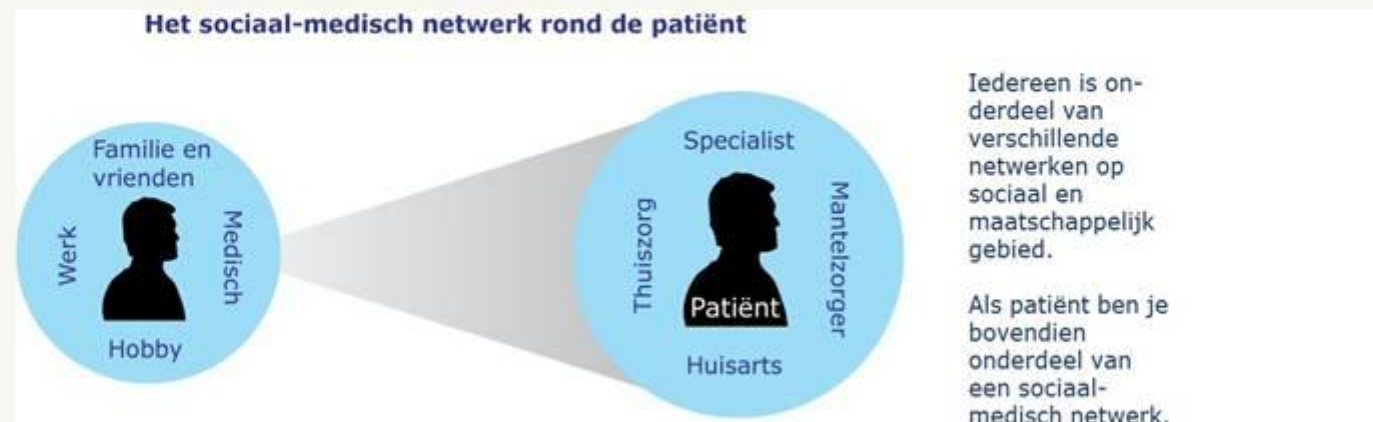 Het sociaal-medisch netwerk rond de patiënt
Familie en
vrienden
Werk
Medisch
Hobby
Specialist
Thuiszorg
Mantelzorger
Patiënt
Huisarts
Iedereen is on-
derdeel van
verschillende
netwerken op
sociaal en
maatschappelijk
gebied.
Als patiënt ben je
bovendien
onderdeel van
een sociaal-
medisch netwerk.